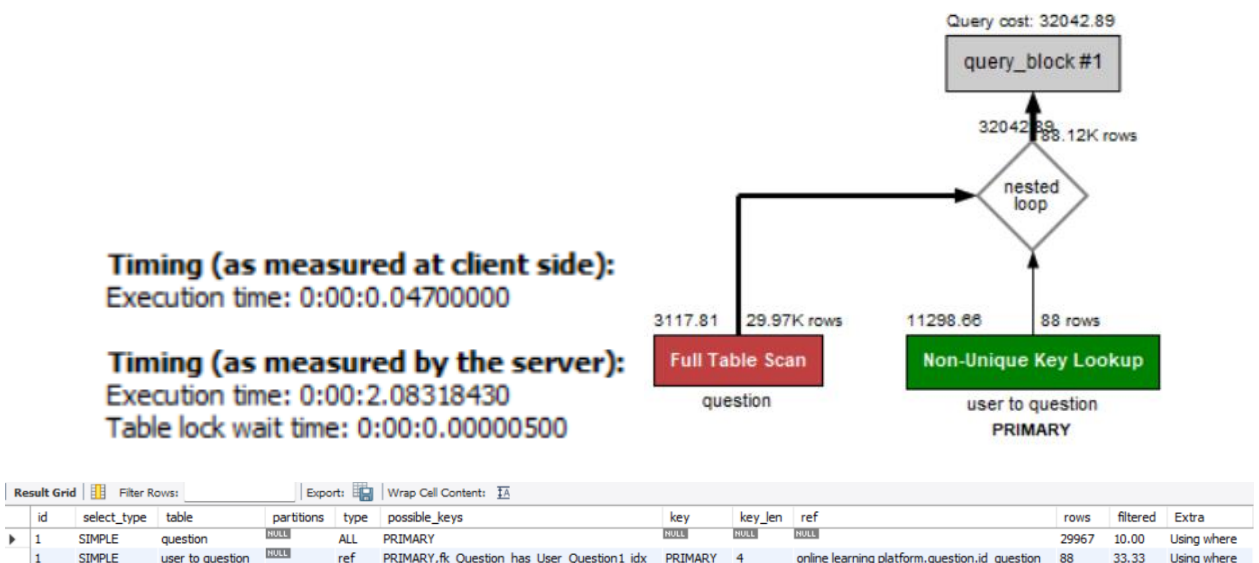 Query cost: 32042.89
query_block #1
32042.89
88.12K rows
nested
loop
Timing (as measured at client side):
Execution time: 0:00:0.04700000
Timing (as measured by the server):
Execution time: 0:00:2.08318430
Table lock wait time: 0:00:0.00000500
3117.81 29.97K rows
Full Table Scan
question
11298.66 88 rows
Non-Unique Key Lookup
user to question
PRIMARY
Result Grid Filter Rows: Export: Wrap Cell Content: IA
id select_type table partitions type possible_keys key key_len ref rows filtered Extra
1 SIMPLE question NULL ALL PRIMARY NULL NULL NULL 29967 10.00 Using where
1 SIMPLE user to question NULL ref PRIMARY,fk_Question_has_User_Question1_idx PRIMARY 4 online learning platform.question.id_question 88 33.33 Using where